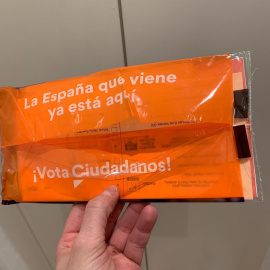 La España que viene
ya está aquí.
¡Vota Ciudadanos!